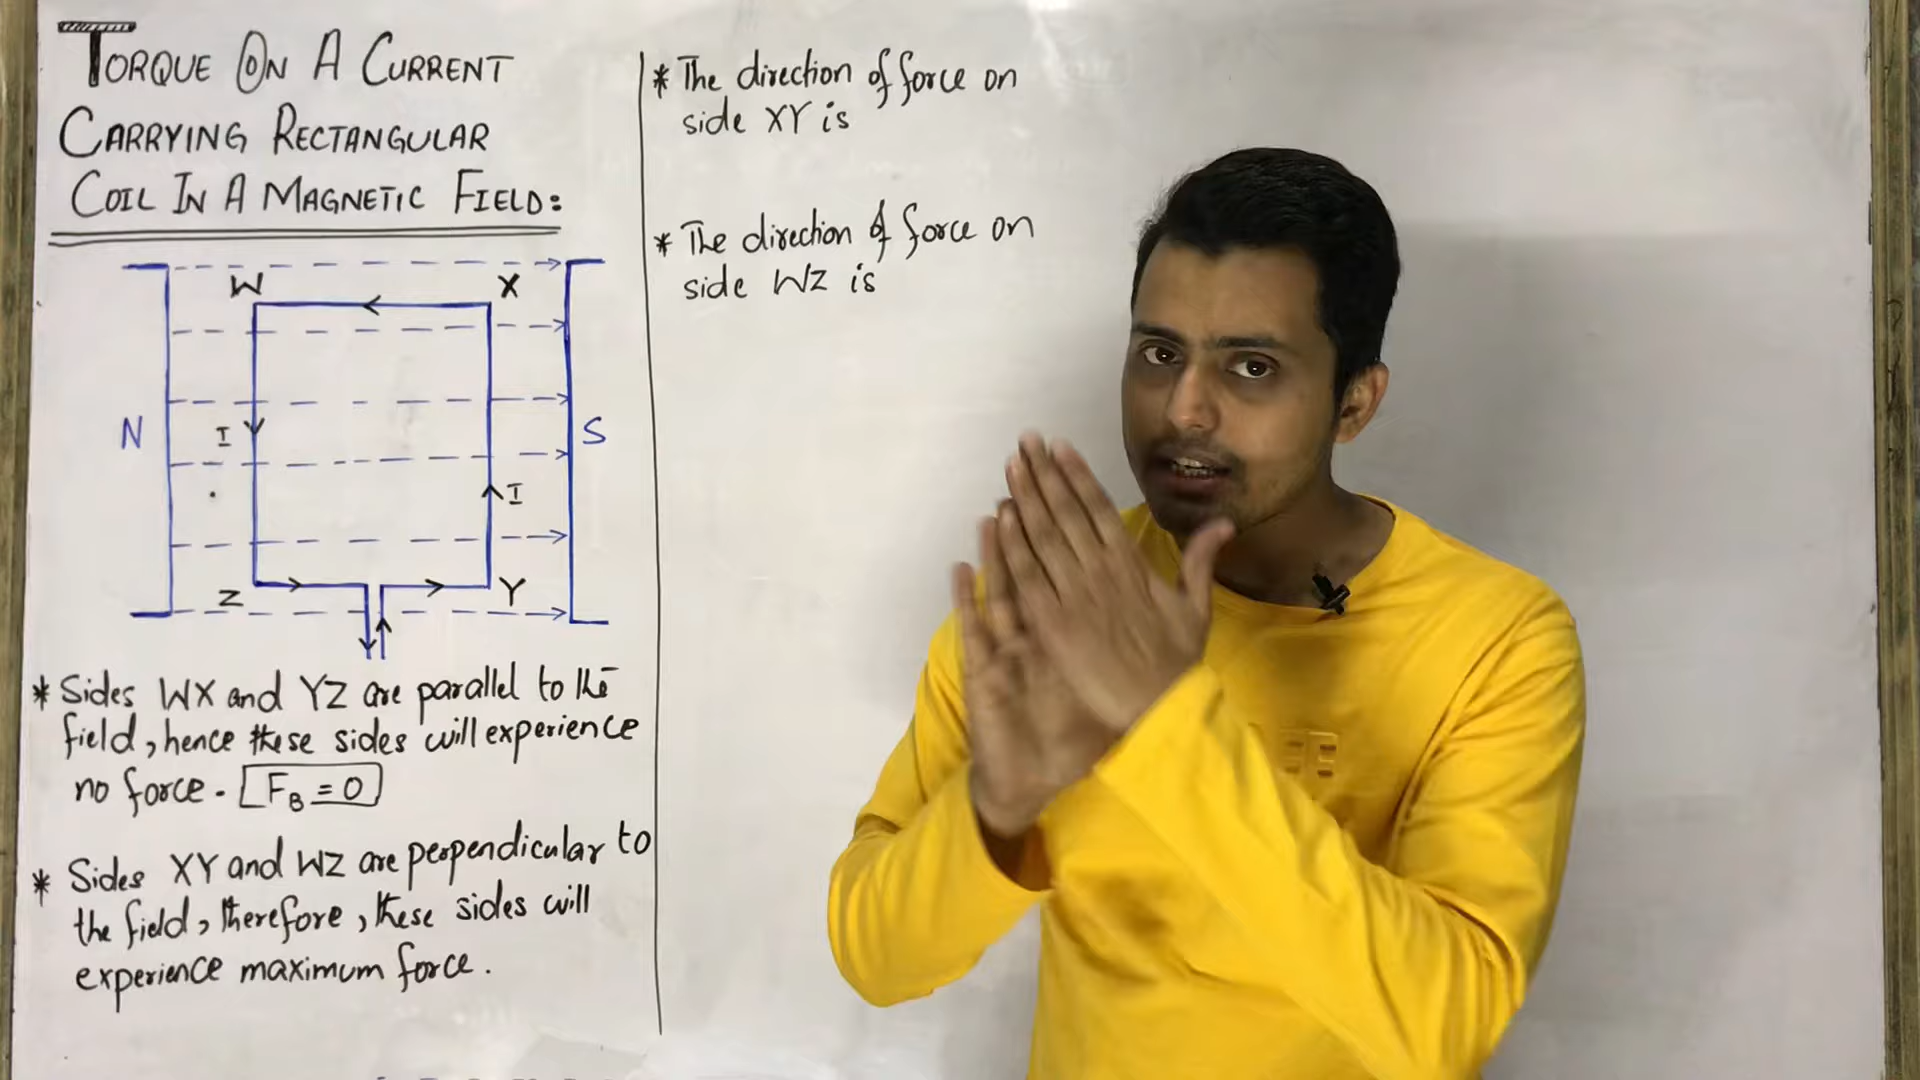 TORQUE ON A CURRENT
CARRYING RECTANGULAR
COIL IN A MAGNETIC FIELD:
W X
I
N S
I
Z Y
* Sides WX and YZ are parallel to the
field, hence these sides will experience
no force. F_B = 0
* Sides XY and WZ are perpendicular to
the field, therefore, these sides will
experience maximum force.
* The direction of force on
side XY is
* The direction of force on
side WZ is